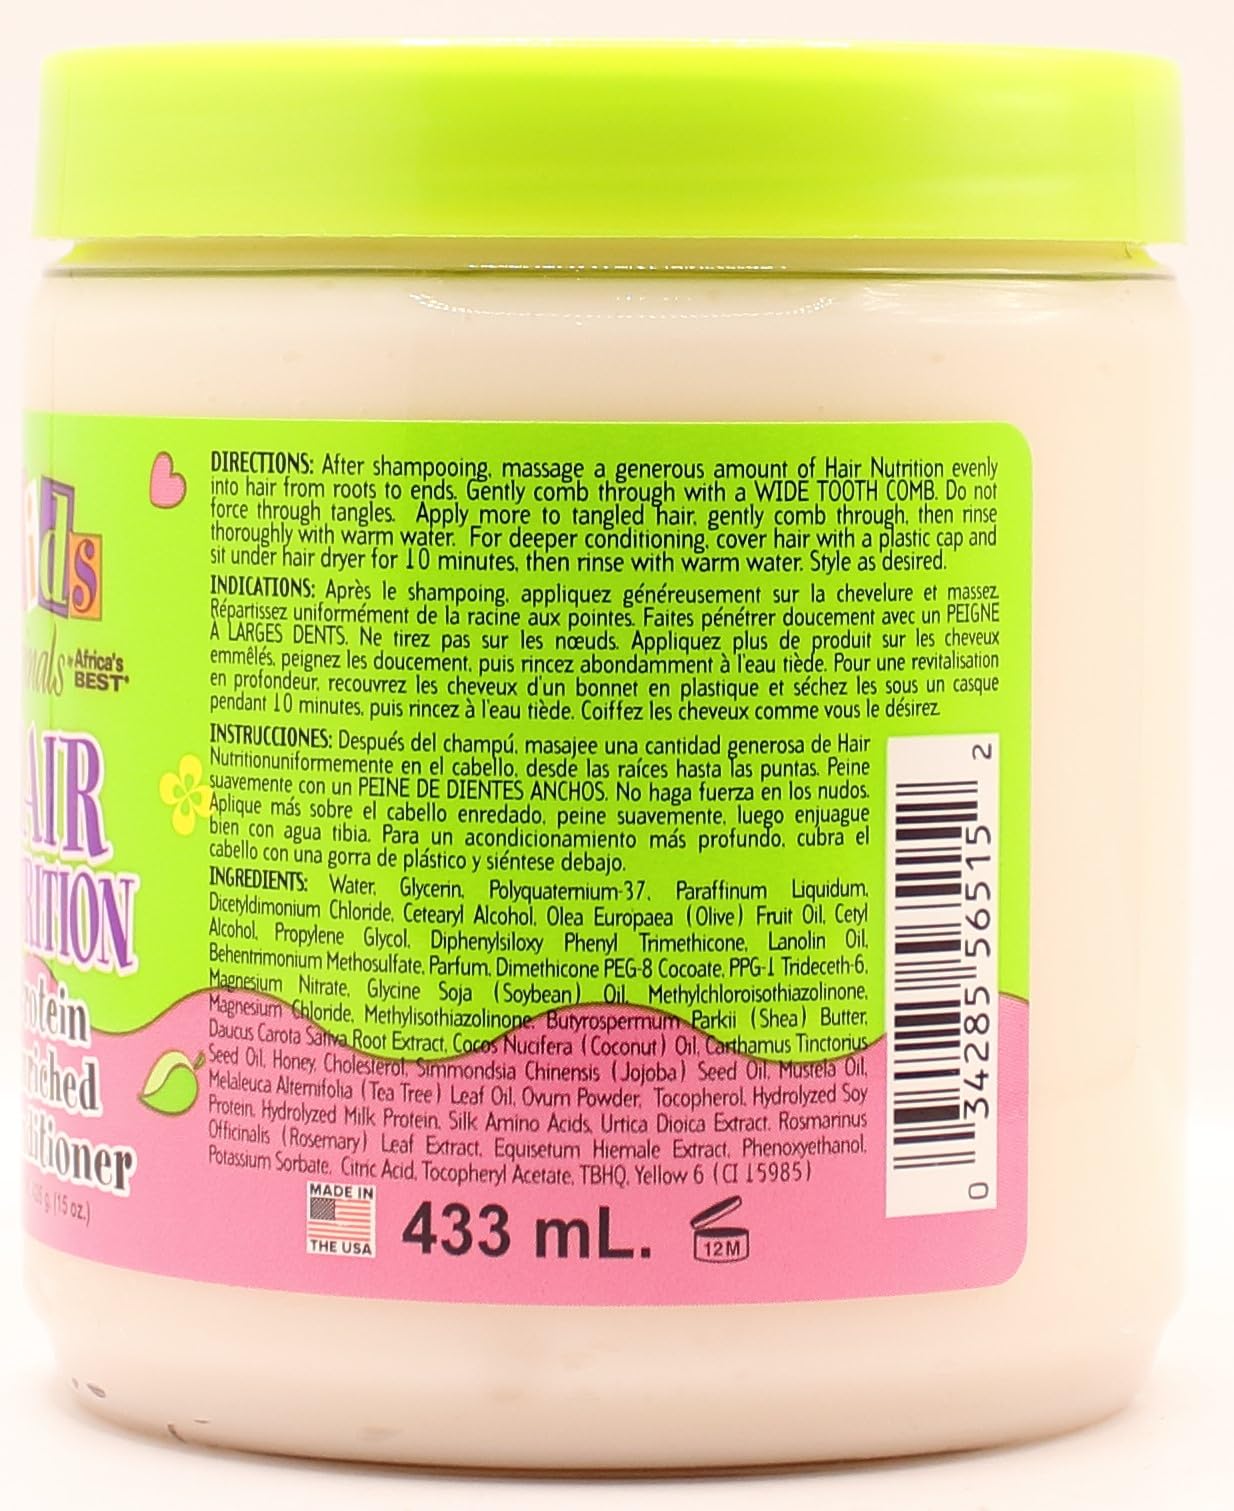 ids
Africa's
BEST®
AIR
RITION
rotein
riched
ditioner
g. (15 oz.)
DIRECTIONS: After shampooing, massage a generous amount of Hair Nutrition evenly
into hair from roots to ends. Gently comb through with a WIDE TOOTH COMB. Do not
force through tangles. Apply more to tangled hair, gently comb through, then rinse
thoroughly with warm water. For deeper conditioning, cover hair with a plastic cap and
sit under hair dryer for 10 minutes, then rinse with warm water. Style as desired.
INDICATIONS: Après le shampoing, appliquez généreusement sur la chevelure et massez.
Répartissez uniformément de la racine aux pointes. Faites pénétrer doucement avec un PEIGNE
À LARGES DENTS. Ne tirez pas sur les nœuds. Appliquez plus de produit sur les cheveux
emmêlés, peignez les doucement, puis rincez abondamment à l'eau tiède. Pour une revitalisation
en profondeur, recouvrez les cheveux d'un bonnet en plastique et séchez les sous un casque
pendant 10 minutes, puis rincez à l'eau tiède. Coiffez les cheveux comme vous le désirez.
INSTRUCCIONES: Después del champú, masajee una cantidad generosa de Hair
Nutritionuniformemente en el cabello, desde las raíces hasta las puntas. Peine
suavemente con un PEINE DE DIENTES ANCHOS. No haga fuerza en los nudos.
Aplique más sobre el cabello enredado, peine suavemente, luego enjuague
bien con agua tibia. Para un acondicionamiento más profundo, cubra el
cabello con una gorra de plástico y siéntese debajo.
INGREDIENTS: Water, Glycerin, Polyquaternium-37, Paraffinum Liquidum,
Dicetyldimonium Chloride, Cetearyl Alcohol, Olea Europaea (Olive) Fruit Oil, Cetyl
Alcohol, Propylene Glycol, Diphenylsiloxy Phenyl Trimethicone, Lanolin Oil,
Behentrimonium Methosulfate, Parfum, Dimethicone PEG-8 Cocoate, PPG-1 Trideceth-6,
Magnesium Nitrate, Glycine Soja (Soybean) Oil, Methylchloroisothiazolinone,
Magnesium Chloride, Methylisothiazolinone, Butyrospermum Parkii (Shea) Butter,
Daucus Carota Sativa Root Extract, Cocos Nucifera (Coconut) Oil, Carthamus Tinctorius
Seed Oil, Honey, Cholesterol, Simmondsia Chinensis (Jojoba) Seed Oil, Mustela Oil,
Melaleuca Alternifolia (Tea Tree) Leaf Oil, Ovum Powder, Tocopherol, Hydrolyzed Soy
Protein, Hydrolyzed Milk Protein, Silk Amino Acids, Urtica Dioica Extract, Rosmarinus
Officinalis (Rosemary) Leaf Extract, Equisetum Hiemale Extract, Phenoxyethanol,
Potassium Sorbate, Citric Acid, Tocopheryl Acetate, TBHQ, Yellow 6 (CI 15985)
MADE IN
THE USA
433 mL.
12M
0 34285 56515 2